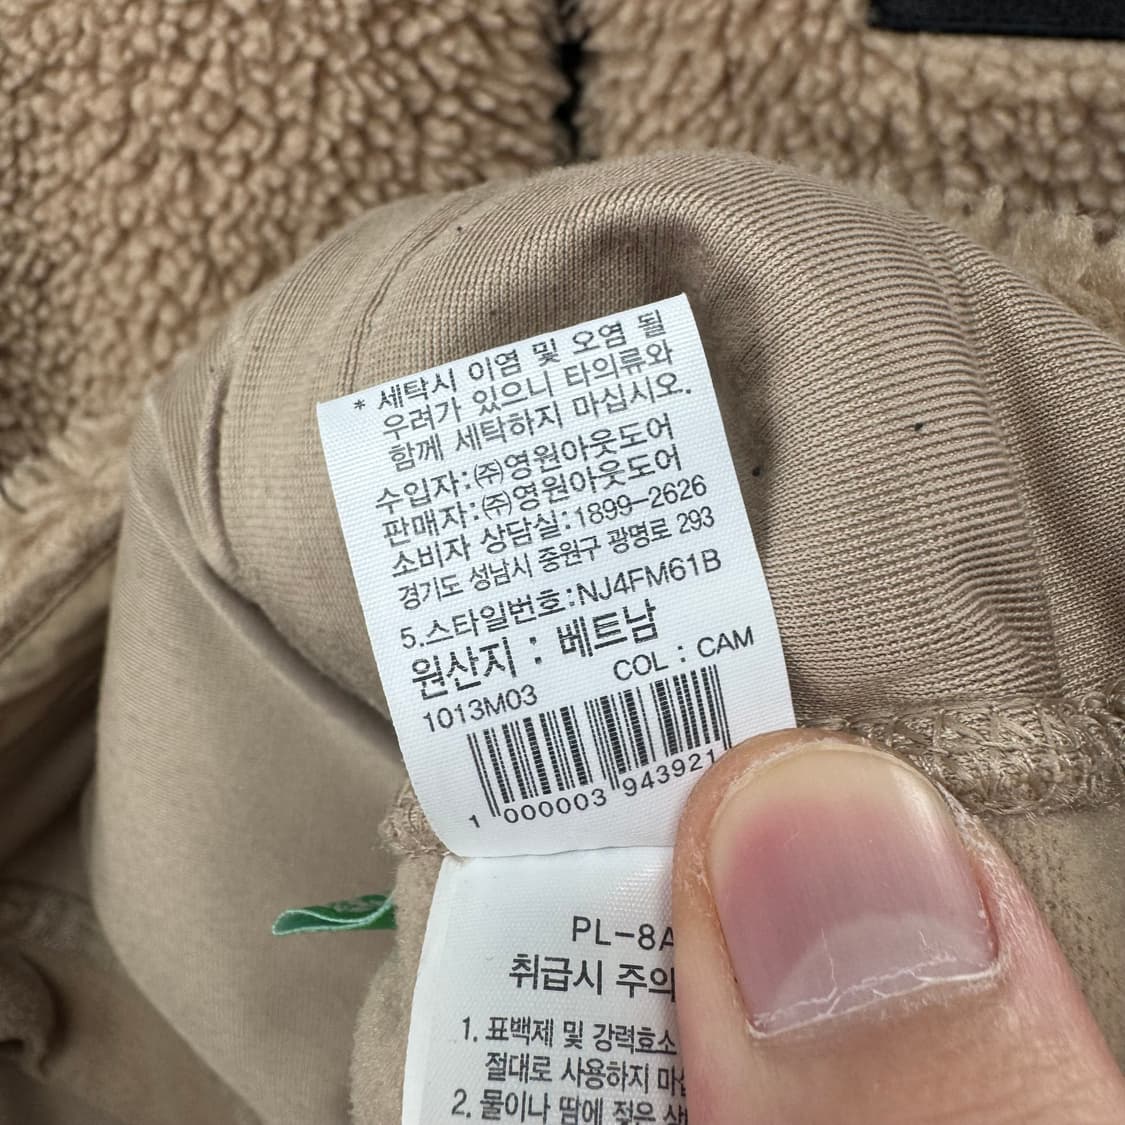 * 세탁시 이염 및 오염 될
우려가 있으니 타의류와
함께 세탁하지 마십시오.
수입자:㈜영원아웃도어
판매자:㈜영원아웃도어
소비자 상담실:1899-2626
경기도 성남시 중원구 광명로 293
5.스타일번호:NJ4FM61B
원산지 : 베트남
1013M03 COL : CAM
1 000003 943921
PL-8A
취급시 주의
1. 표백제 및 강력효소
절대로 사용하지
2. 물이나 땀에 젖은